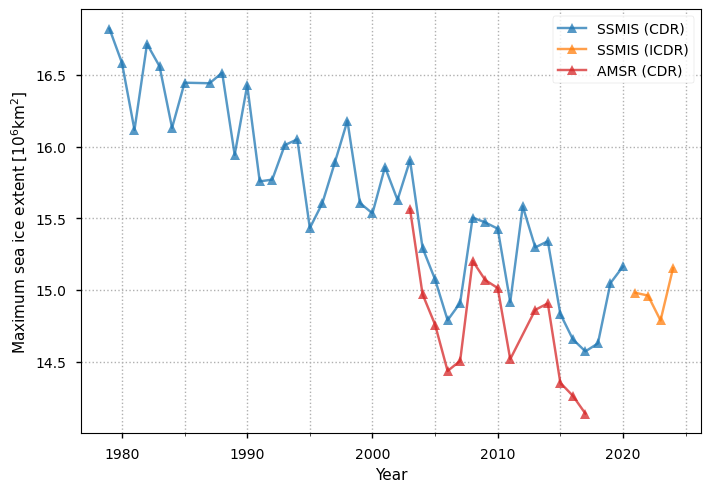 SSMIS (CDR)
SSMIS (ICDR)
AMSR (CDR)
Maximum sea ice extent [10⁶km²]
16.5
16.0
15.5
15.0
14.5
1980 1990 2000 2010 2020
Year